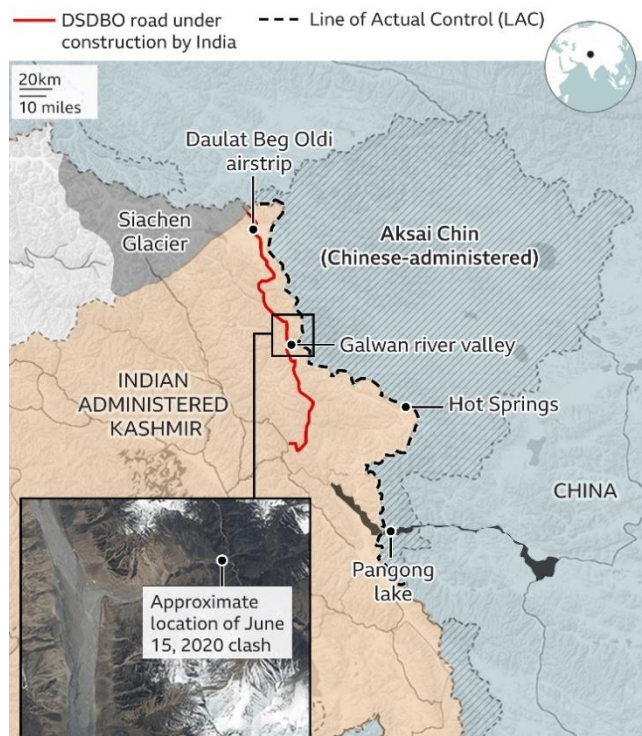 DSDBO road under
construction by India
Line of Actual Control (LAC)
20km
10 miles
Daulat Beg Oldi
airstrip
Siachen
Glacier
Aksai Chin
(Chinese-administered)
Galwan river valley
INDIAN
ADMINISTERED
KASHMIR
Hot Springs
CHINA
Pangong
lake
Approximate
location of June
15, 2020 clash